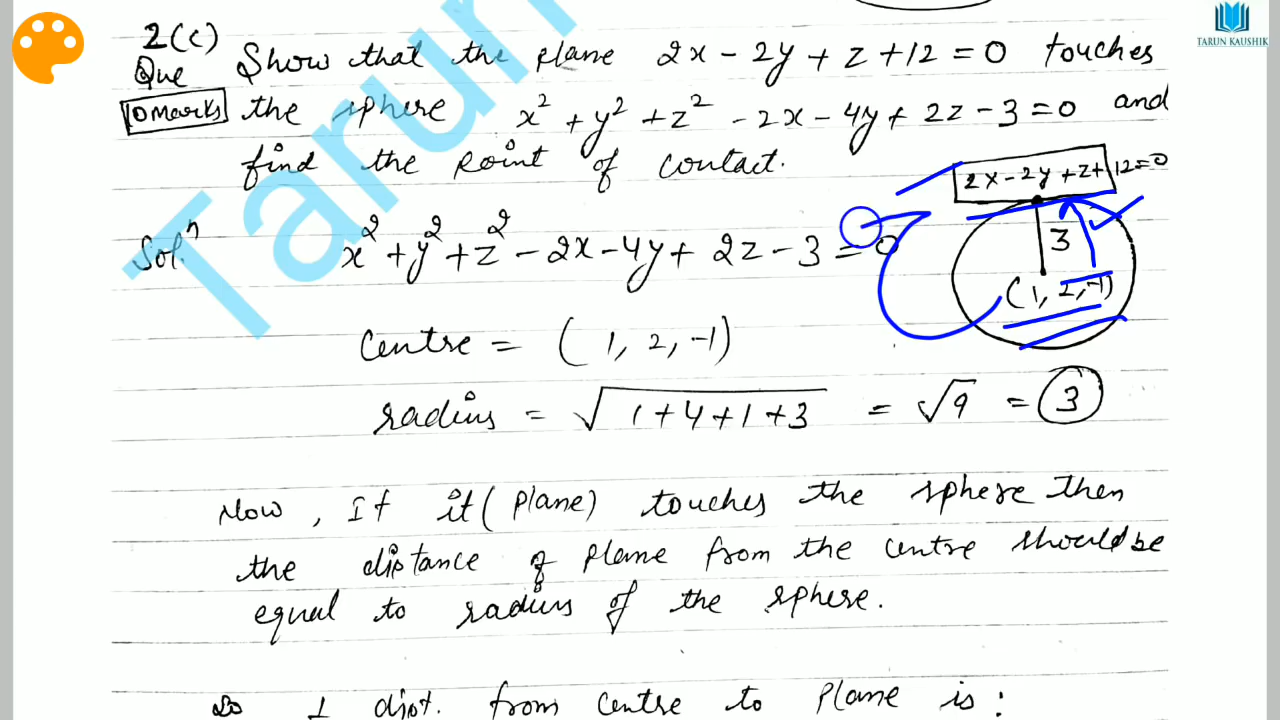 2(c)
Que Show that the plane 2x - 2y + z + 12 = 0 touches
10 marks the sphere x² + y² + z² - 2x - 4y + 2z - 3 = 0 and
find the point of contact.
TARUN KAUSHIK
Tarun
2x - 2y + z + 12 = 0
3
(1, 2, -1)
Solⁿ x² + y² + z² - 2x - 4y + 2z - 3 = 0
Centre = (1, 2, -1)
radius = √1+4+1+3 = √9 = 3
Now, If it (plane) touches the sphere then
the distance of plane from the centre should be
equal to radius of the sphere.
So ⊥ dist. from centre to plane is :